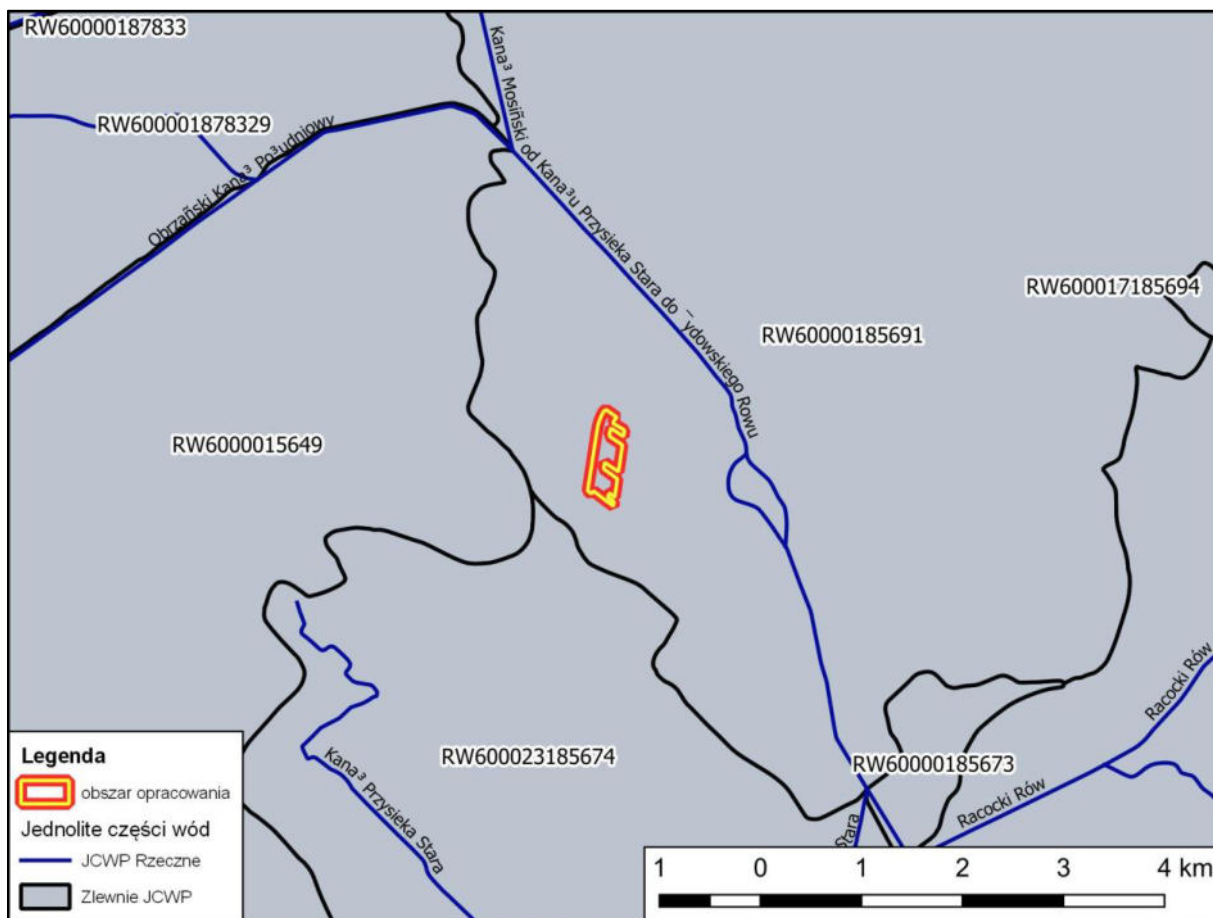 RW60000187833
Kana³ Mosiñski od Kana³u Przysieka Stara do ¯ydowskiego Rowu
RW600001878329
Obrzañski Kana³ Po³udniowy
RW600017185694
RW60000185691
RW6000015649
Racocki Rów
RW600023185674
RW60000185673
Kana³ Przysieka Stara
Racocki Rów
Stara
Legenda
obszar opracowania
Jednolite części wód
JCWP Rzeczne
Zlewnie JCWP
1 0 1 2 3 4 km